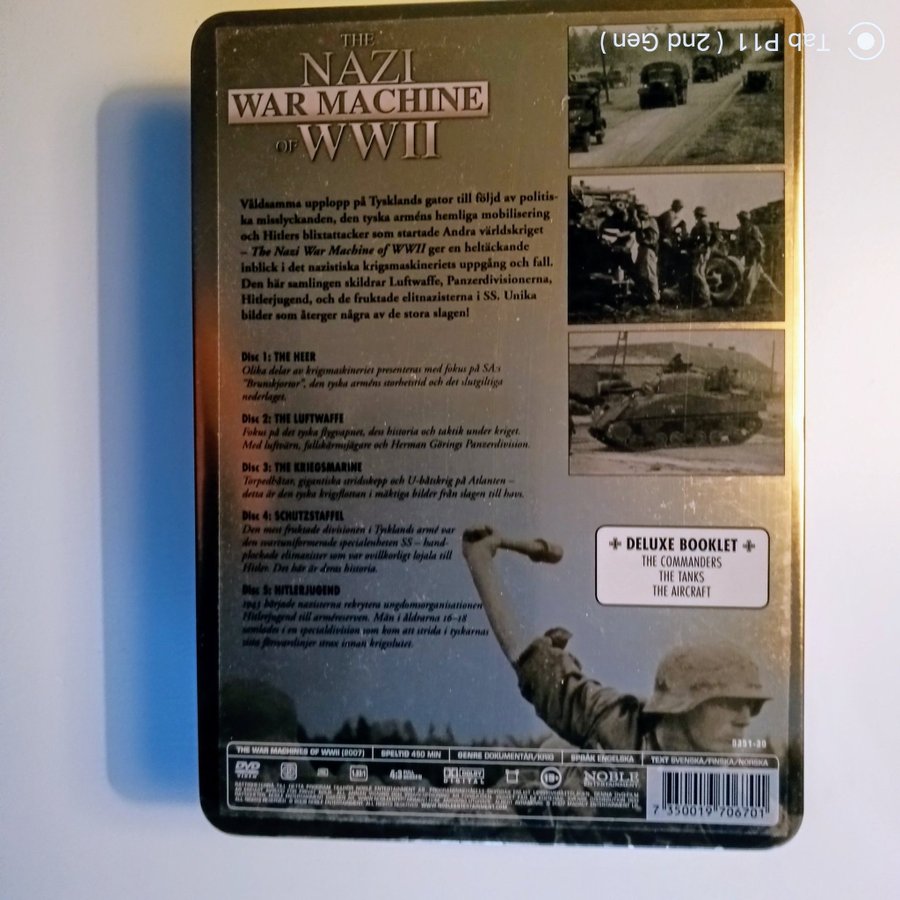 THE
NAZI
WAR MACHINE
OF WWII
Våldsamma upplopp på Tysklands gator till följd av politis-
ka misslyckanden, den tyska arméns hemliga mobilisering
och Hitlers blixtattacker som startade Andra världskriget
– The Nazi War Machine of WWII ger en heltäckande
inblick i det nazistiska krigsmaskineriets uppgång och fall.
Den här samlingen skildrar Luftwaffe, Panzerdivisionerna,
Hitlerjugend, och de fruktade elitnazisterna i SS. Unika
bilder som återger några av de stora slagen!
Disc 1: THE HEER
Olika delar av krigsmaskineriet presenteras med fokus på SA:s
"Brunskjortor", den tyska arméns storhetstid och det slutgiltiga
nederlaget.
Disc 2: THE LUFTWAFFE
Fokus på det tyska flygvapnet, dess historia och taktik under kriget.
Med luftvärn, fallskärmsjägare och Herman Görings Panzerdivision.
Disc 3: THE KRIEGSMARINE
Torpedbåtar, gigantiska stridsskepp och U-båtskrig på Atlanten –
detta är den tyska krigsflottan i mäktiga bilder från slagen till havs.
Disc 4: SCHUTZSTAFFEL
Den mest fruktade divisionen i Tysklands armé var
den svartuniformerade specialenheten SS – hand-
plockade elitnazister som var ovillkorligt lojala till
Hitler. Det här är deras historia.
Disc 5: HITLERJUGEND
1943 började nazisterna rekrytera ungdomsorganisationen
Hitlerjugend till arméreserven. Män i åldrarna 16–18
samlades i en specialdivision som kom att strida i tyskarnas
sista försvarslinjer strax innan krigsslutet.
DELUXE BOOKLET
THE COMMANDERS
THE TANKS
THE AIRCRAFT
8351-30
THE WAR MACHINES OF WWII (2007) SPELTID 450 MIN GENRE DOKUMENTÄR/KRIG SPRÅK ENGELSKA TEXT SVENSKA/FINSKA/NORSKA
DVD VIDEO 4:3 DOLBY DIGITAL NOBLE ENTERTAINMENT
7 350019 706701
Tab P11 ( 2nd Gen )